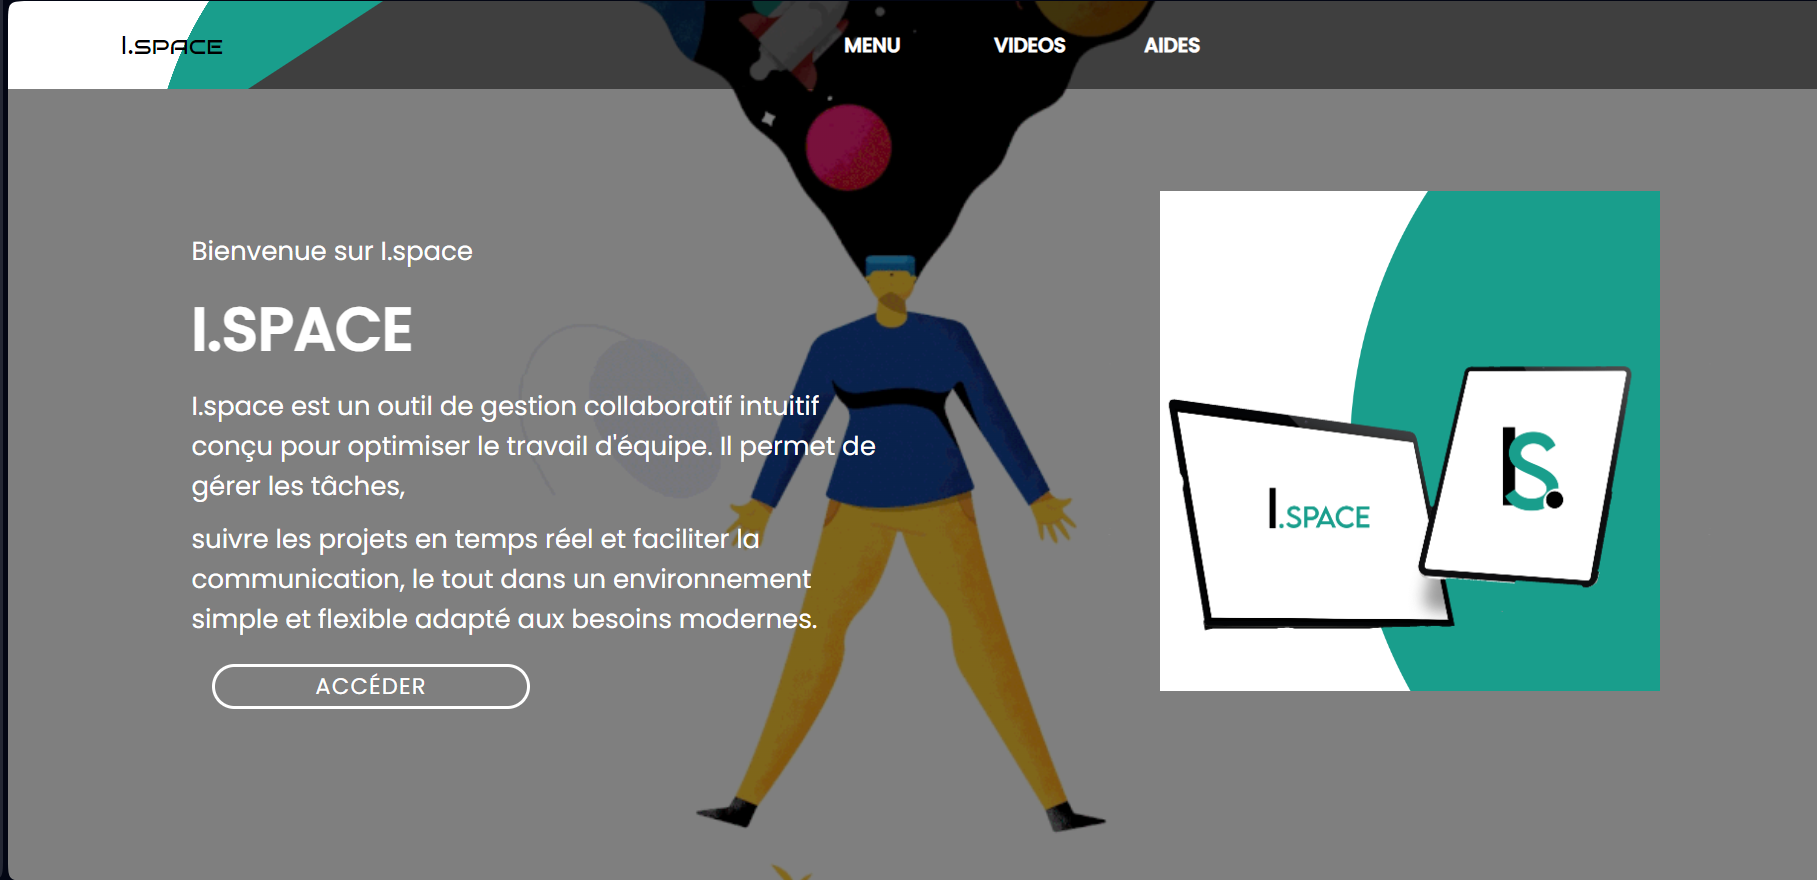 I.SPACE
MENU VIDEOS AIDES
Bienvenue sur I.space
I.SPACE
I.space est un outil de gestion collaboratif intuitif
conçu pour optimiser le travail d'équipe. Il permet de
gérer les tâches,
suivre les projets en temps réel et faciliter la
communication, le tout dans un environnement
simple et flexible adapté aux besoins modernes.
ACCÉDER
I.SPACE
IS.